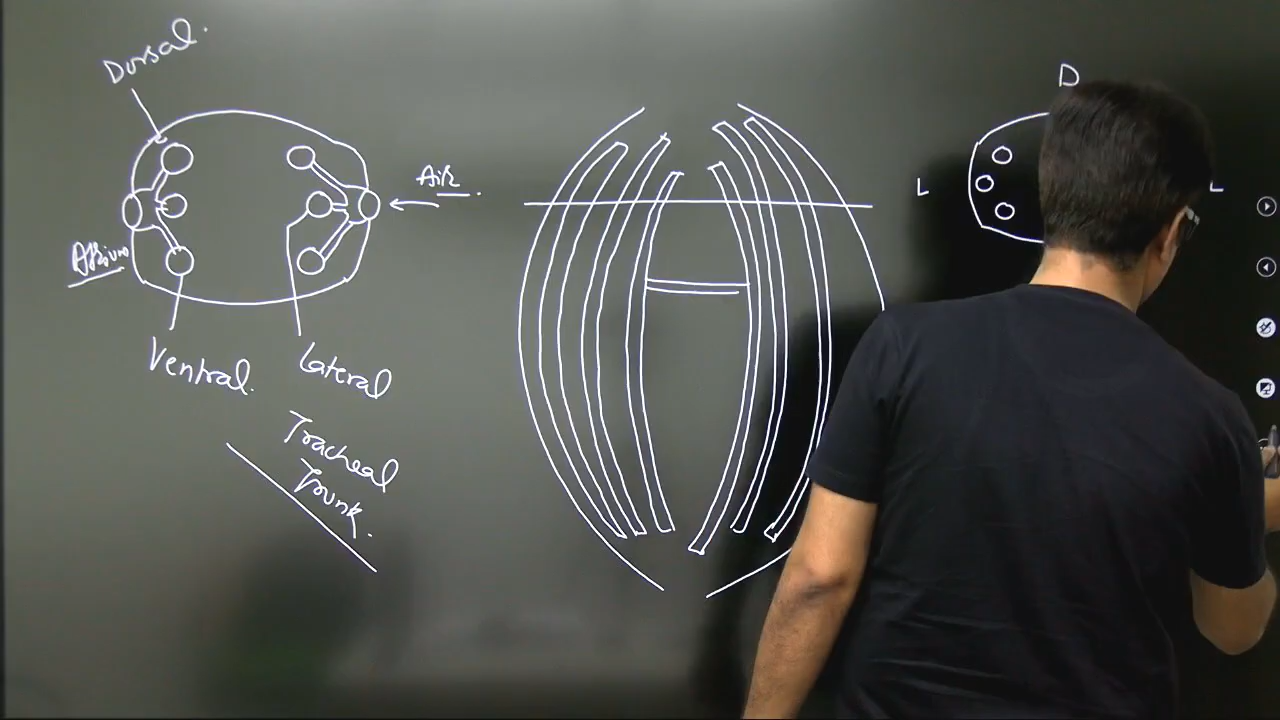 Dorsal.
Air.
Atrium
Ventral.
Lateral
Tracheal
Trunk.
D
L
L